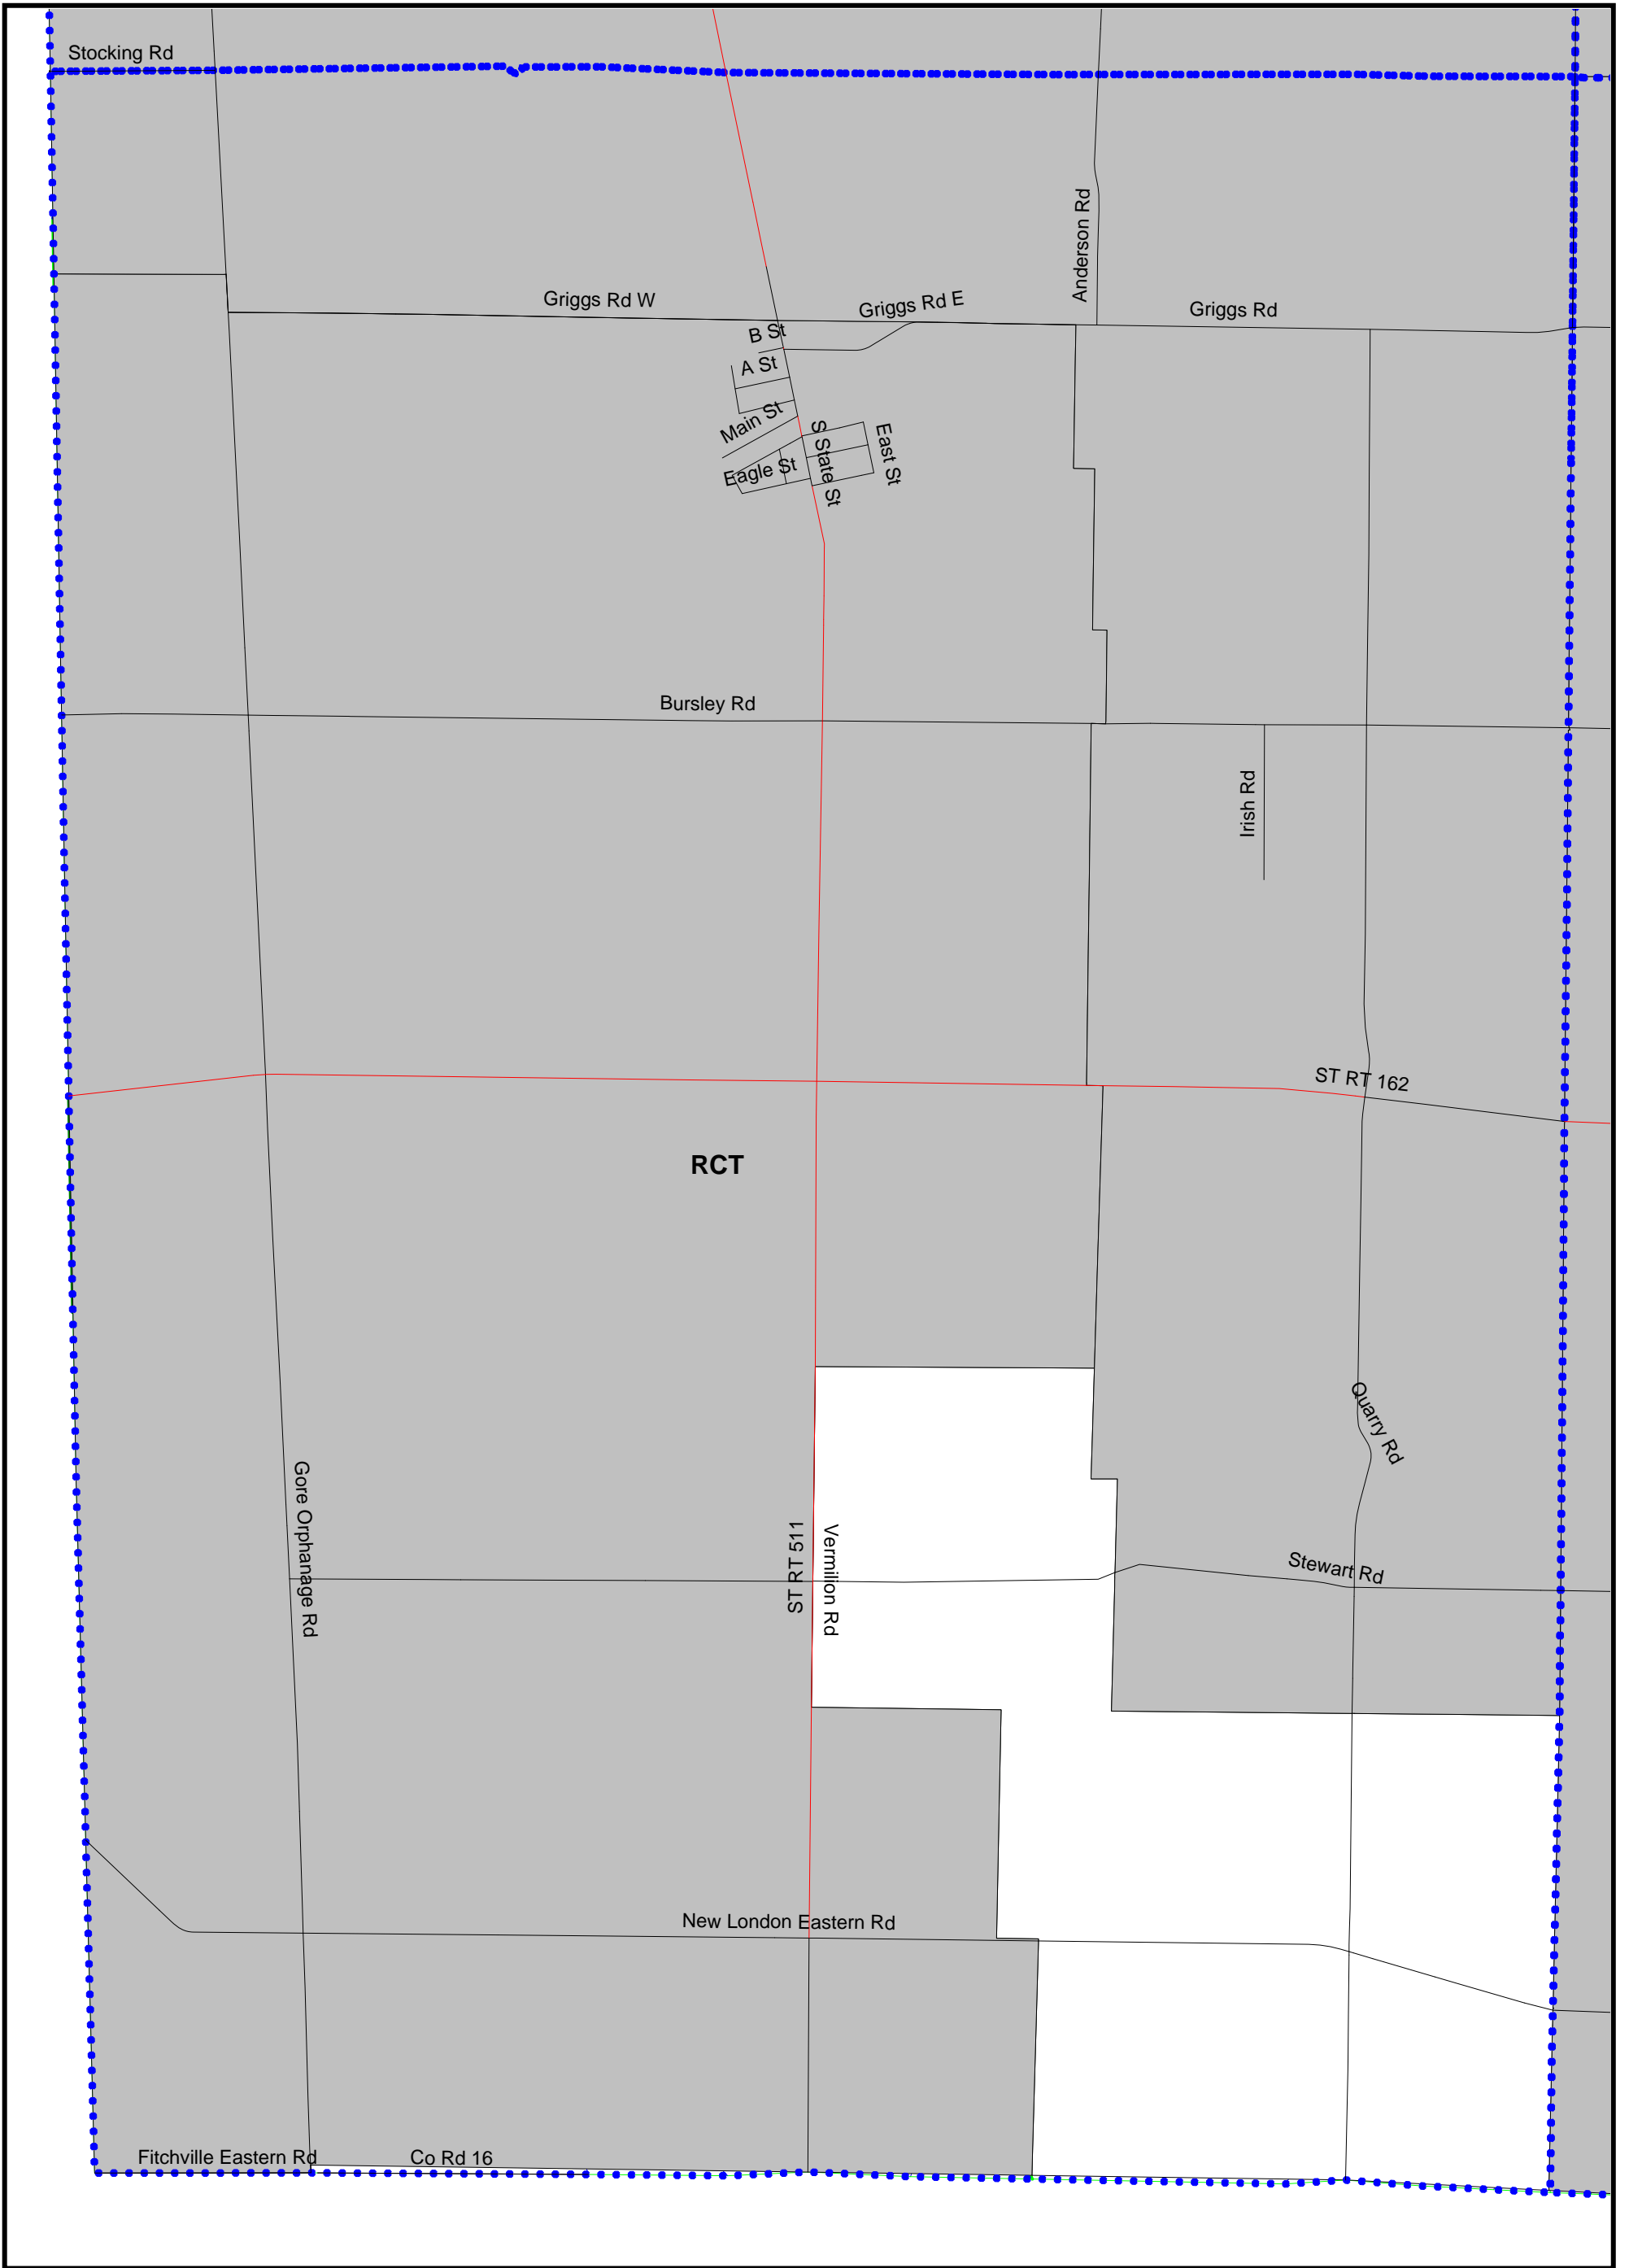 Stocking Rd
Anderson Rd
Griggs Rd W
Griggs Rd E
Griggs Rd
B St
A St
Main St
S State St
East St
Eagle St
Bursley Rd
Irish Rd
ST RT 162
RCT
Quarry Rd
Gore Orphanage Rd
ST RT 511
Vermilion Rd
Stewart Rd
New London Eastern Rd
Fitchville Eastern Rd
Co Rd 16